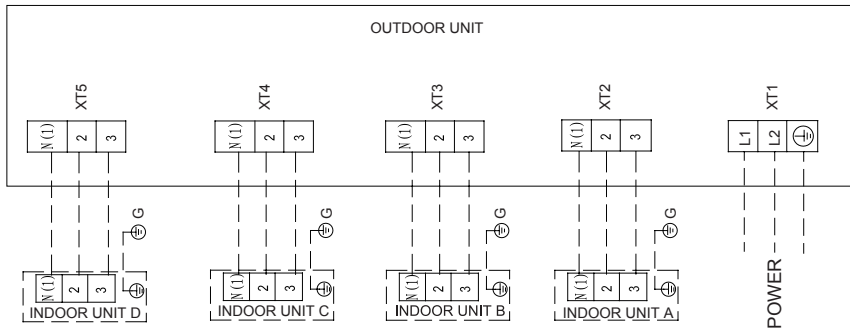 OUTDOOR UNIT
XT5
XT4
XT3
XT2
XT1
N(1) 2 3
N(1) 2 3
N(1) 2 3
N(1) 2 3
L1 L2
G
G
G
G
N(1) 2 3
N(1) 2 3
N(1) 2 3
N(1) 2 3
INDOOR UNIT D
INDOOR UNIT C
INDOOR UNIT B
INDOOR UNIT A
POWER